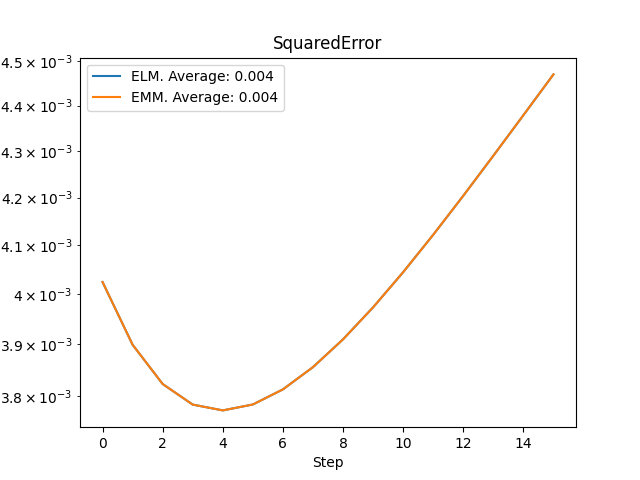 SquaredError
ELM. Average: 0.004
EMM. Average: 0.004
4.5 × 10⁻³
4.4 × 10⁻³
4.3 × 10⁻³
4.2 × 10⁻³
4.1 × 10⁻³
4 × 10⁻³
3.9 × 10⁻³
3.8 × 10⁻³
0 2 4 6 8 10 12 14
Step